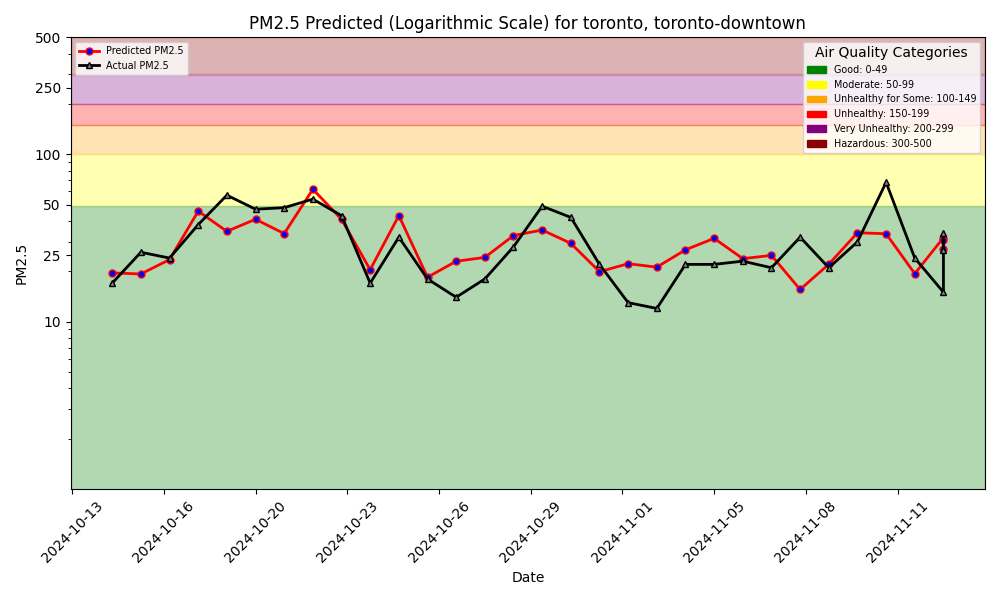 PM2.5 Predicted (Logarithmic Scale) for toronto, toronto-downtown
Predicted PM2.5
Actual PM2.5
Air Quality Categories
Good: 0-49
Moderate: 50-99
Unhealthy for Some: 100-149
Unhealthy: 150-199
Very Unhealthy: 200-299
Hazardous: 300-500
PM2.5
500
250
100
50
25
10
2024-10-13
2024-10-16
2024-10-20
2024-10-23
2024-10-26
2024-10-29
2024-11-01
2024-11-05
2024-11-08
2024-11-11
Date